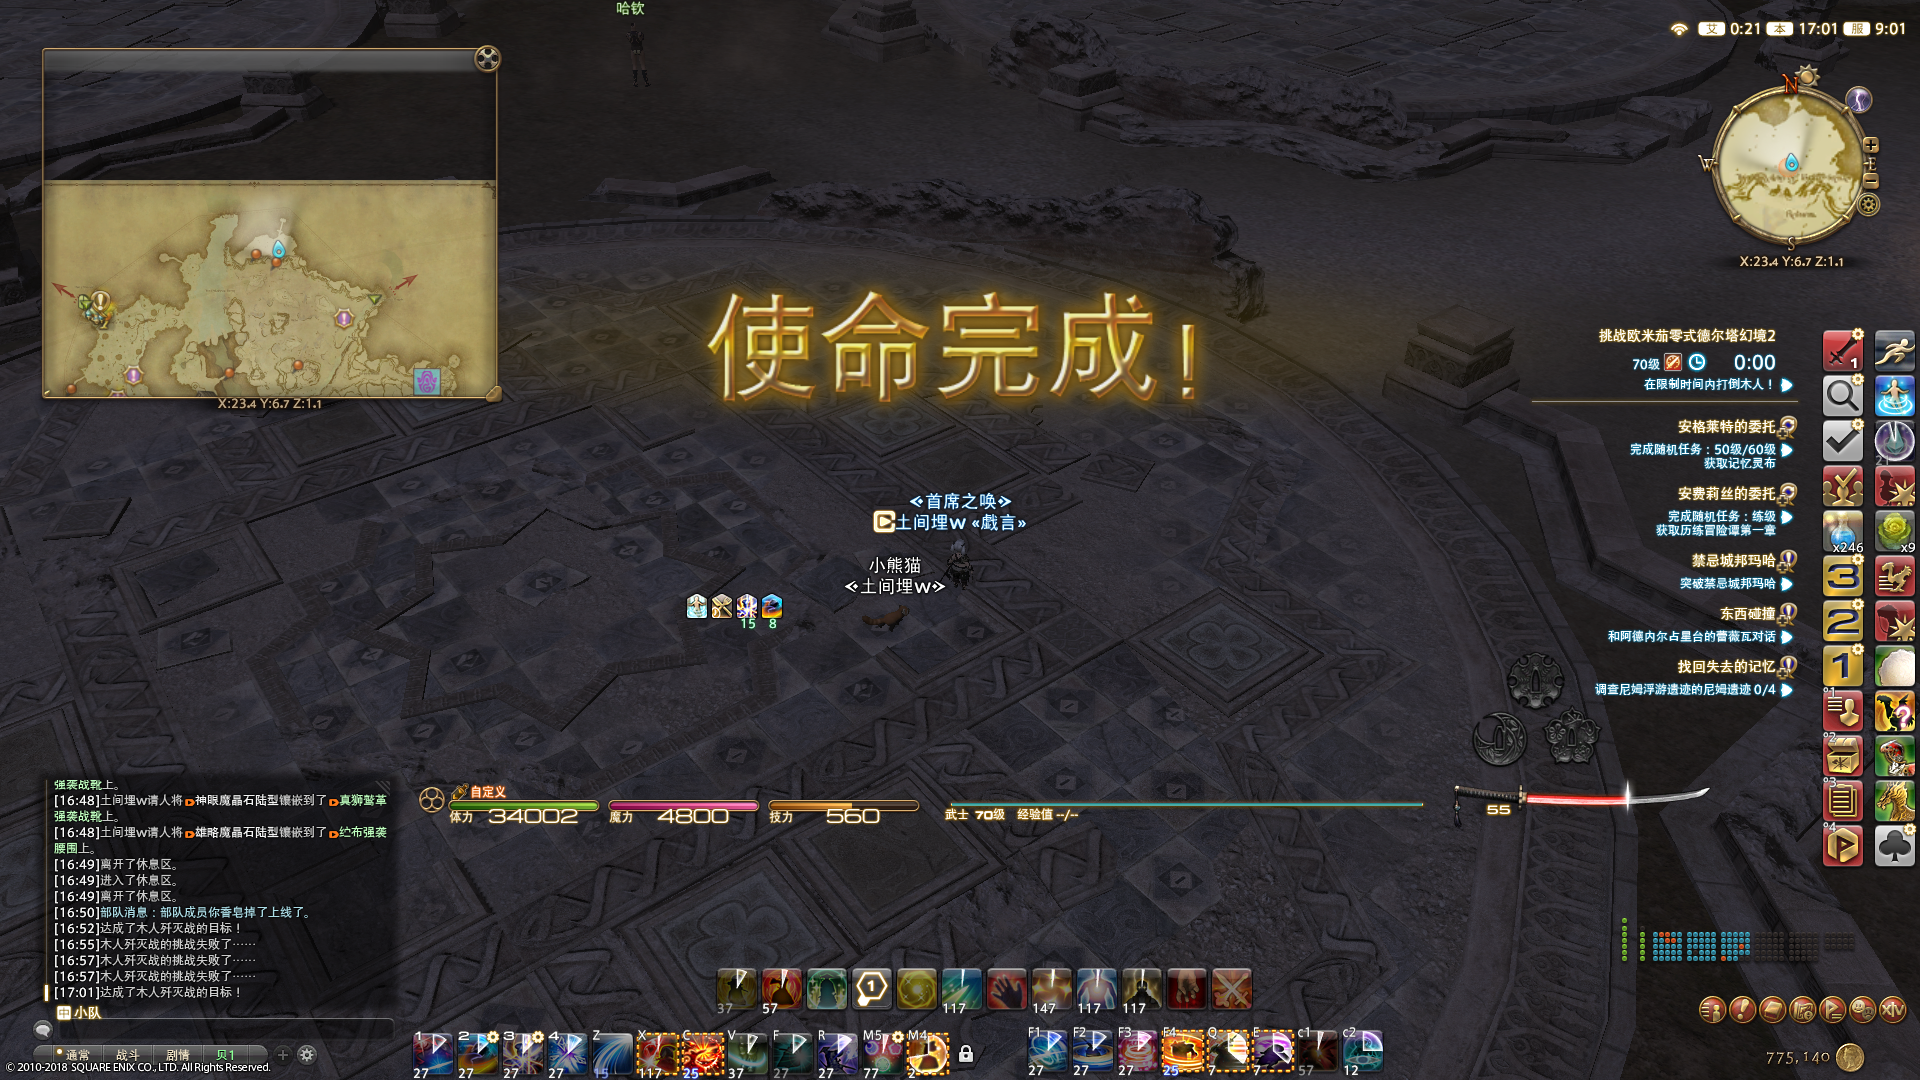 哈钦
艾 0:21 本 17:01 服 9:01
N
W
E
S
X:23.4 Y:6.7 Z:1.1
X:23.4 Y:6.7 Z:1.1
使命完成!
挑战欧米茄零式德尔塔幻境2
70级 0:00
在限制时间内打倒木人！
安格莱特的委托
完成随机任务：50级/60级
获取记忆灵布
安费莉丝的委托
完成随机任务：练级
获取历练冒险谭第一章
禁忌城邦玛哈
突破禁忌城邦玛哈
东西碰撞
和阿德内尔占星台的蕾薇瓦对话
找回失去的记忆
调查尼姆浮游遗迹的尼姆遗迹 0/4
1
x246
x9
3
2
1
首席之唤
土间埋w «戯言»
小熊猫
土间埋w
15 8
自定义
体力 34002 魔力 4800 技力 560
武士 70级 经验值 --/--
55
强袭战靴上。
[16:48]土间埋w请人将神眼魔晶石陆型镶嵌到了真狮鹫革
强袭战靴上。
[16:48]土间埋w请人将雄略魔晶石陆型镶嵌到了纻布强袭
腰围上。
[16:49]离开了休息区。
[16:49]进入了休息区。
[16:49]离开了休息区。
[16:50]部队消息：部队成员你香皂掉了上线了。
[16:52]达成了木人歼灭战的目标！
[16:55]木人歼灭战的挑战失败了……
[16:57]木人歼灭战的挑战失败了……
[16:57]木人歼灭战的挑战失败了……
[17:01]达成了木人歼灭战的目标！
小队
通常 战斗 剧情 贝1
37 57 1 117 147 117 117
1 2 3 4 Z X C V F R M5 M4
27 27 27 27 15 117 25 37 27 27 77 2
F1 F2 F3 F4 Q E c1 c2
27 27 27 25 7 7 57 12
775,140
© 2010-2018 SQUARE ENIX CO., LTD. All Rights Reserved.